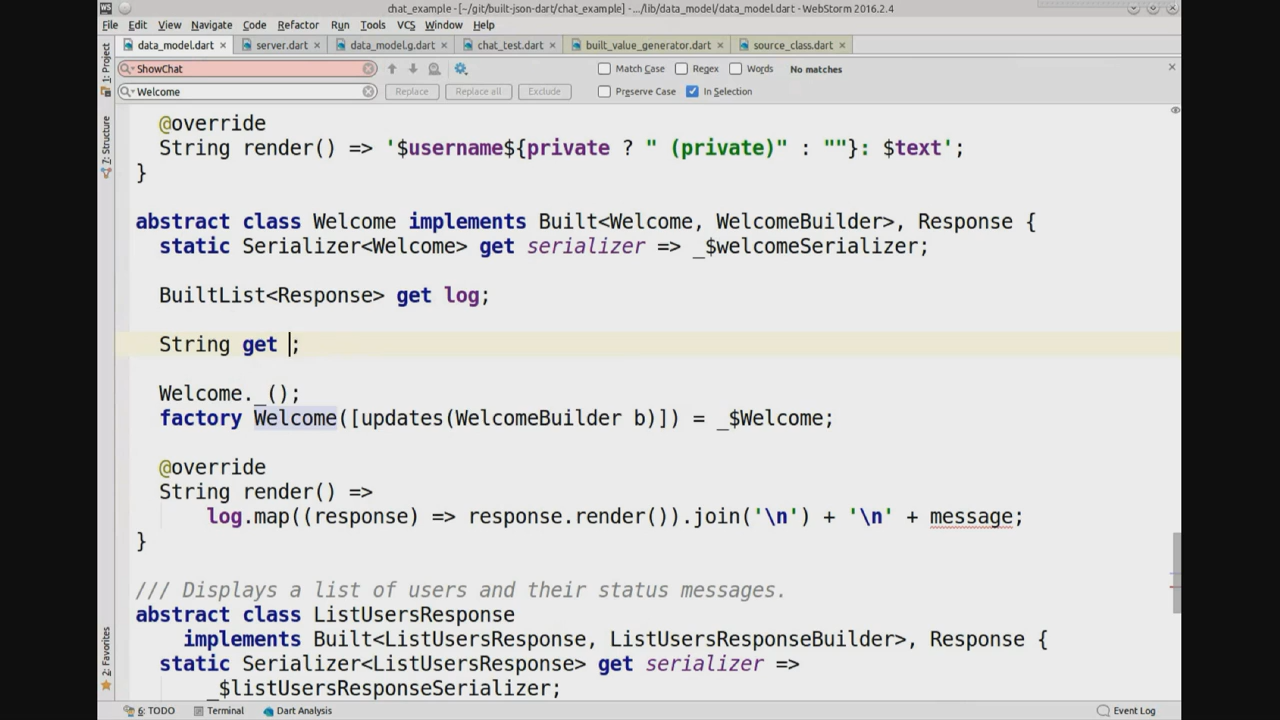 chat_example - [~/git/built-json-dart/chat_example] - .../lib/data_model/data_model.dart - WebStorm 2016.2.4
File Edit View Navigate Code Refactor Run Tools VCS Window Help
data_model.dart server.dart data_model.g.dart chat_test.dart built_value_generator.dart source_class.dart
1: Project
ShowChat Match Case Regex Words No matches
Welcome Replace Replace all Exclude Preserve Case In Selection
7: Structure
@override
String render() => '$username${private ? " (private)" : ""}: $text';
}
abstract class Welcome implements Built<Welcome, WelcomeBuilder>, Response {
static Serializer<Welcome> get serializer => _$welcomeSerializer;
BuiltList<Response> get log;
String get ;
Welcome._();
factory Welcome([updates(WelcomeBuilder b)]) = _$Welcome;
@override
String render() =>
log.map((response) => response.render()).join('\n') + '\n' + message;
}
/// Displays a list of users and their status messages.
abstract class ListUsersResponse
implements Built<ListUsersResponse, ListUsersResponseBuilder>, Response {
static Serializer<ListUsersResponse> get serializer =>
_$listUsersResponseSerializer;
2: Favorites
6: TODO Terminal Dart Analysis Event Log